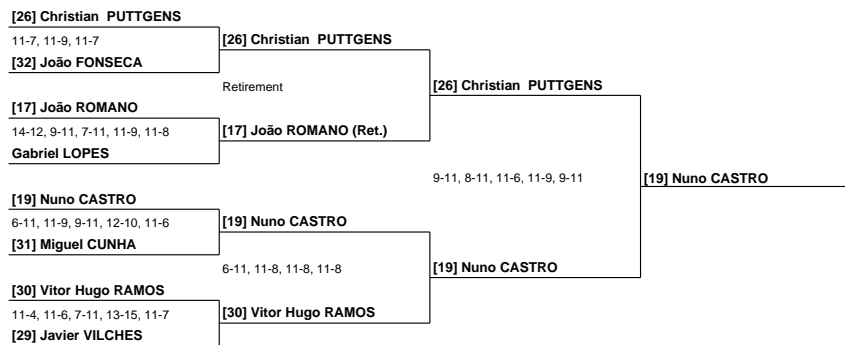 [26] Christian PUTTGENS
11-7, 11-9, 11-7
[32] João FONSECA
[17] João ROMANO
14-12, 9-11, 7-11, 11-9, 11-8
Gabriel LOPES
[19] Nuno CASTRO
6-11, 11-9, 9-11, 12-10, 11-6
[31] Miguel CUNHA
[30] Vitor Hugo RAMOS
11-4, 11-6, 7-11, 13-15, 11-7
[29] Javier VILCHES
[26] Christian PUTTGENS
Retirement
[17] João ROMANO (Ret.)
[19] Nuno CASTRO
6-11, 11-8, 11-8, 11-8
[30] Vitor Hugo RAMOS
[26] Christian PUTTGENS
9-11, 8-11, 11-6, 11-9, 9-11
[19] Nuno CASTRO
[19] Nuno CASTRO